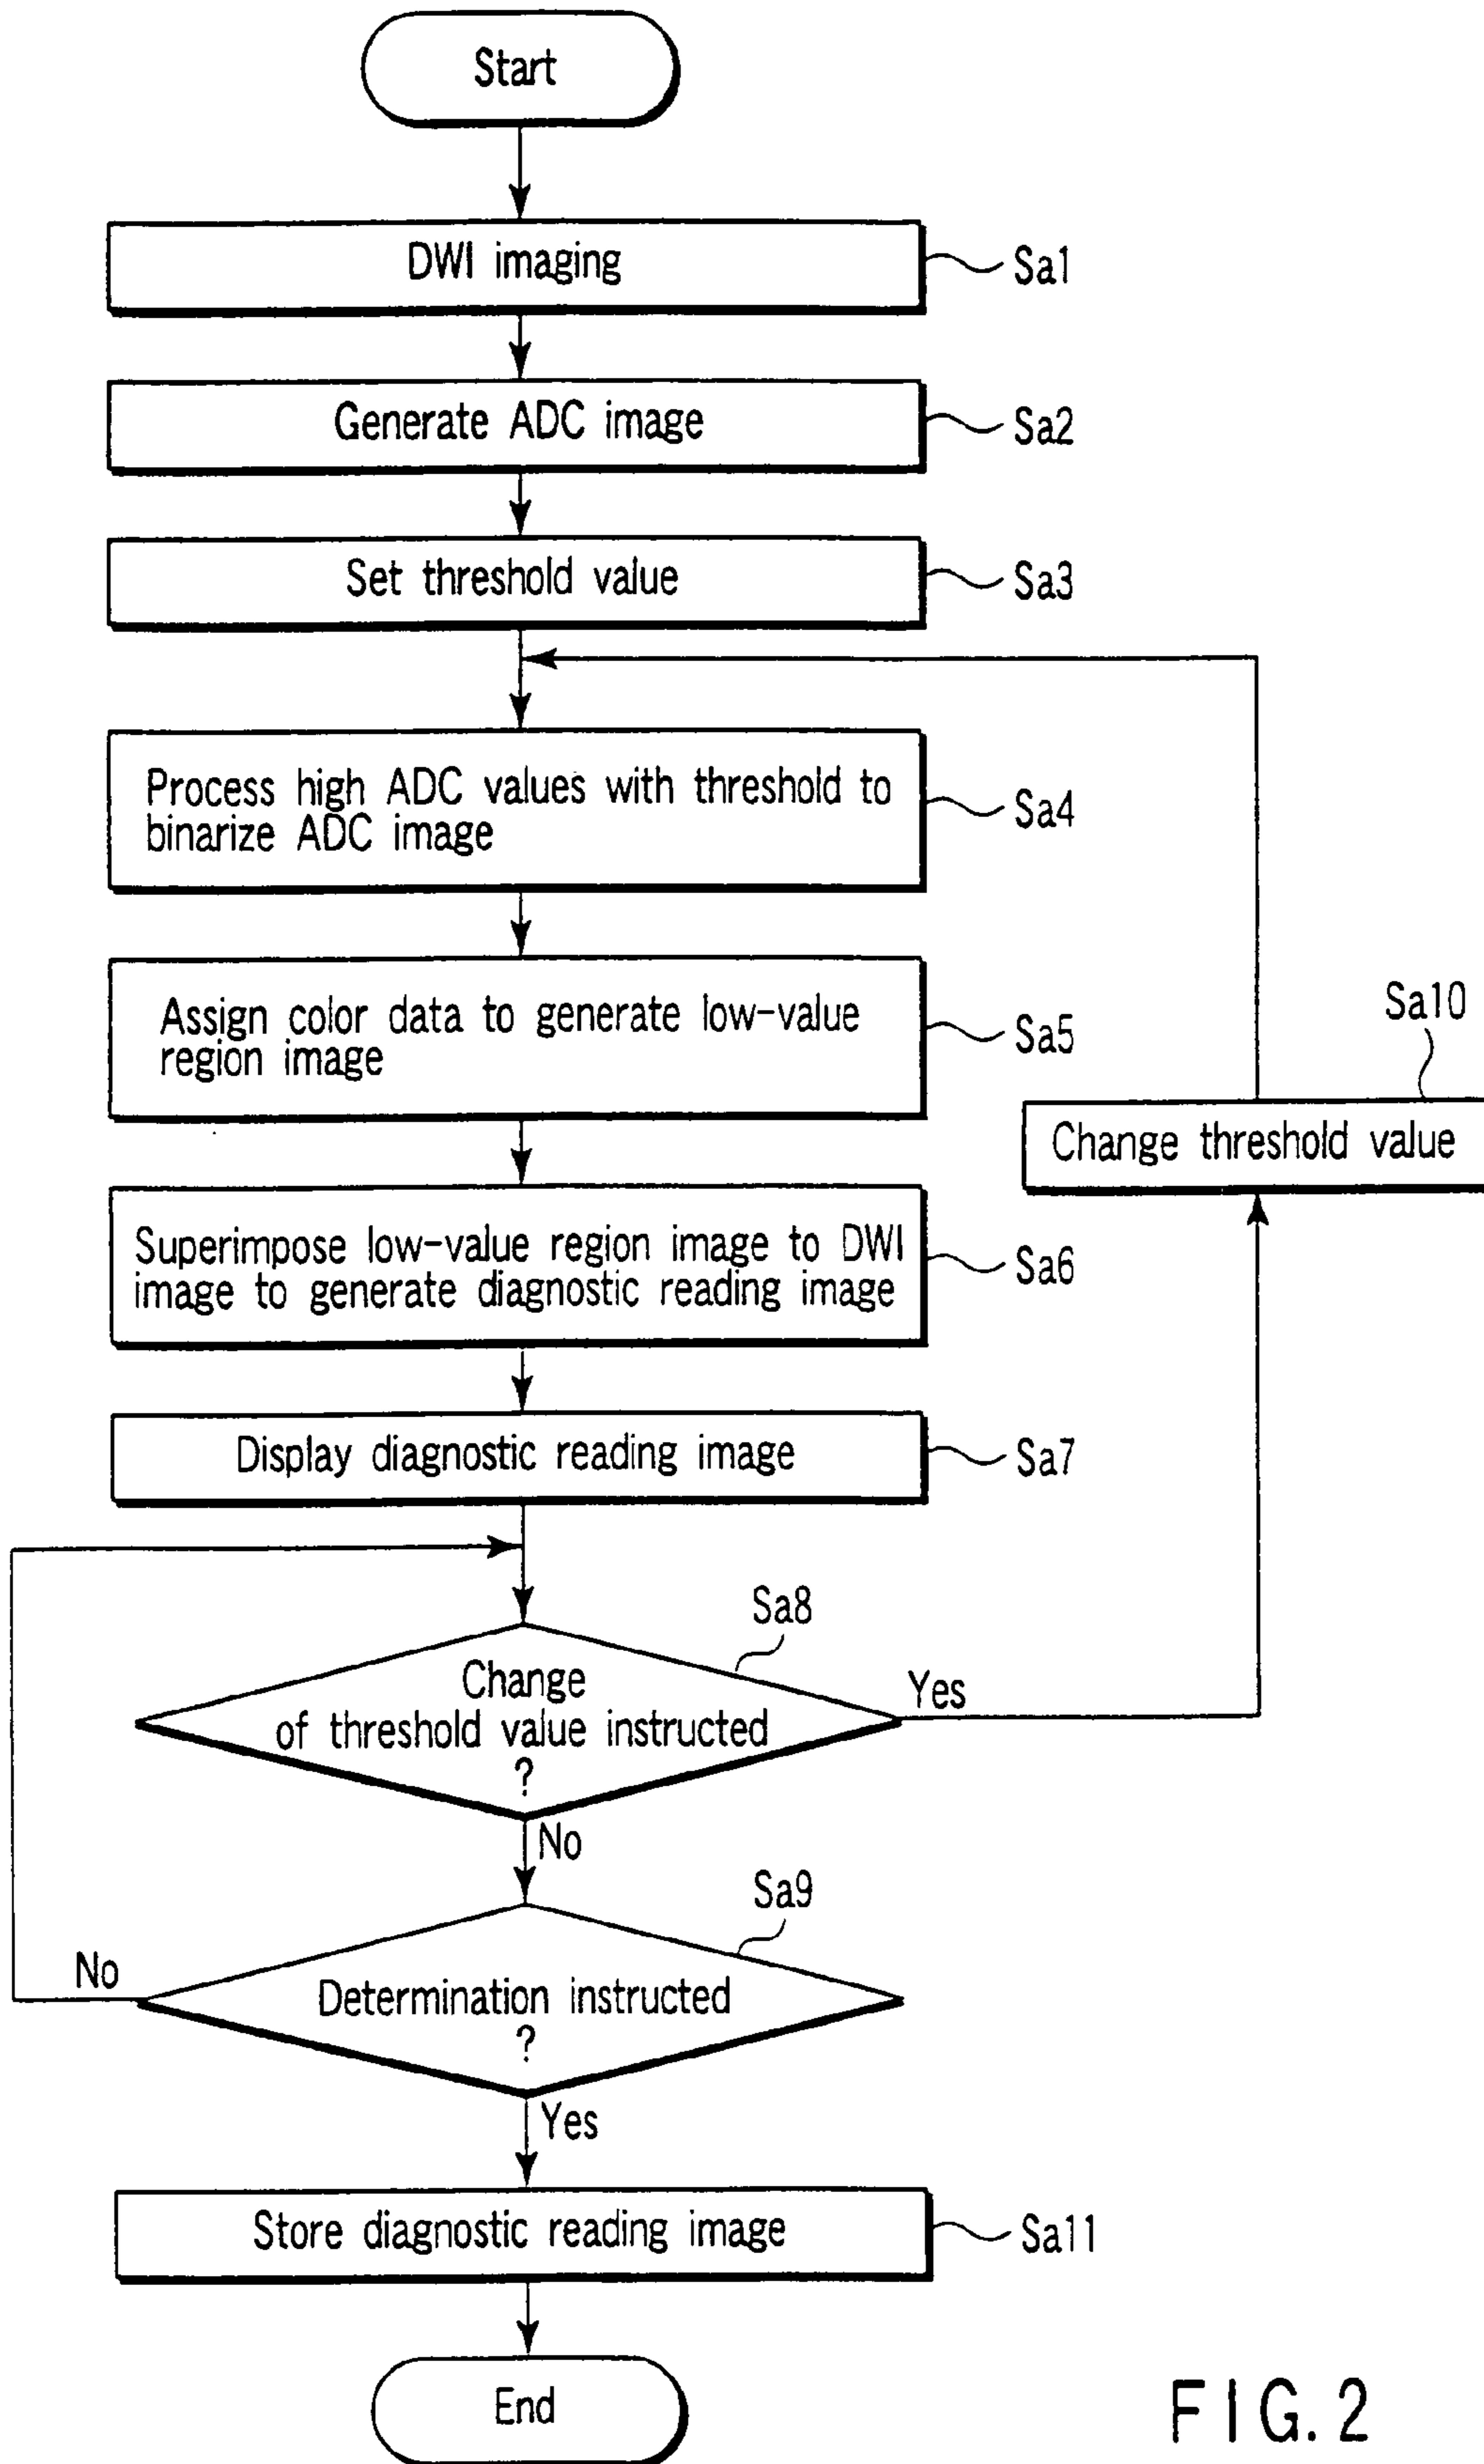 Start
DWI imaging
Sa1
Generate ADC image
Sa2
Set threshold value
Sa3
Process high ADC values with threshold to
binarize ADC image
Sa4
Assign color data to generate low-value
region image
Sa5
Sa10
Change threshold value
Superimpose low-value region image to DWI
image to generate diagnostic reading image
Sa6
Display diagnostic reading image
Sa7
Sa8
Change
of threshold value instructed
?
Yes
No
Sa9
Determination instructed
?
No
Yes
Store diagnostic reading image
Sa11
End
FIG. 2